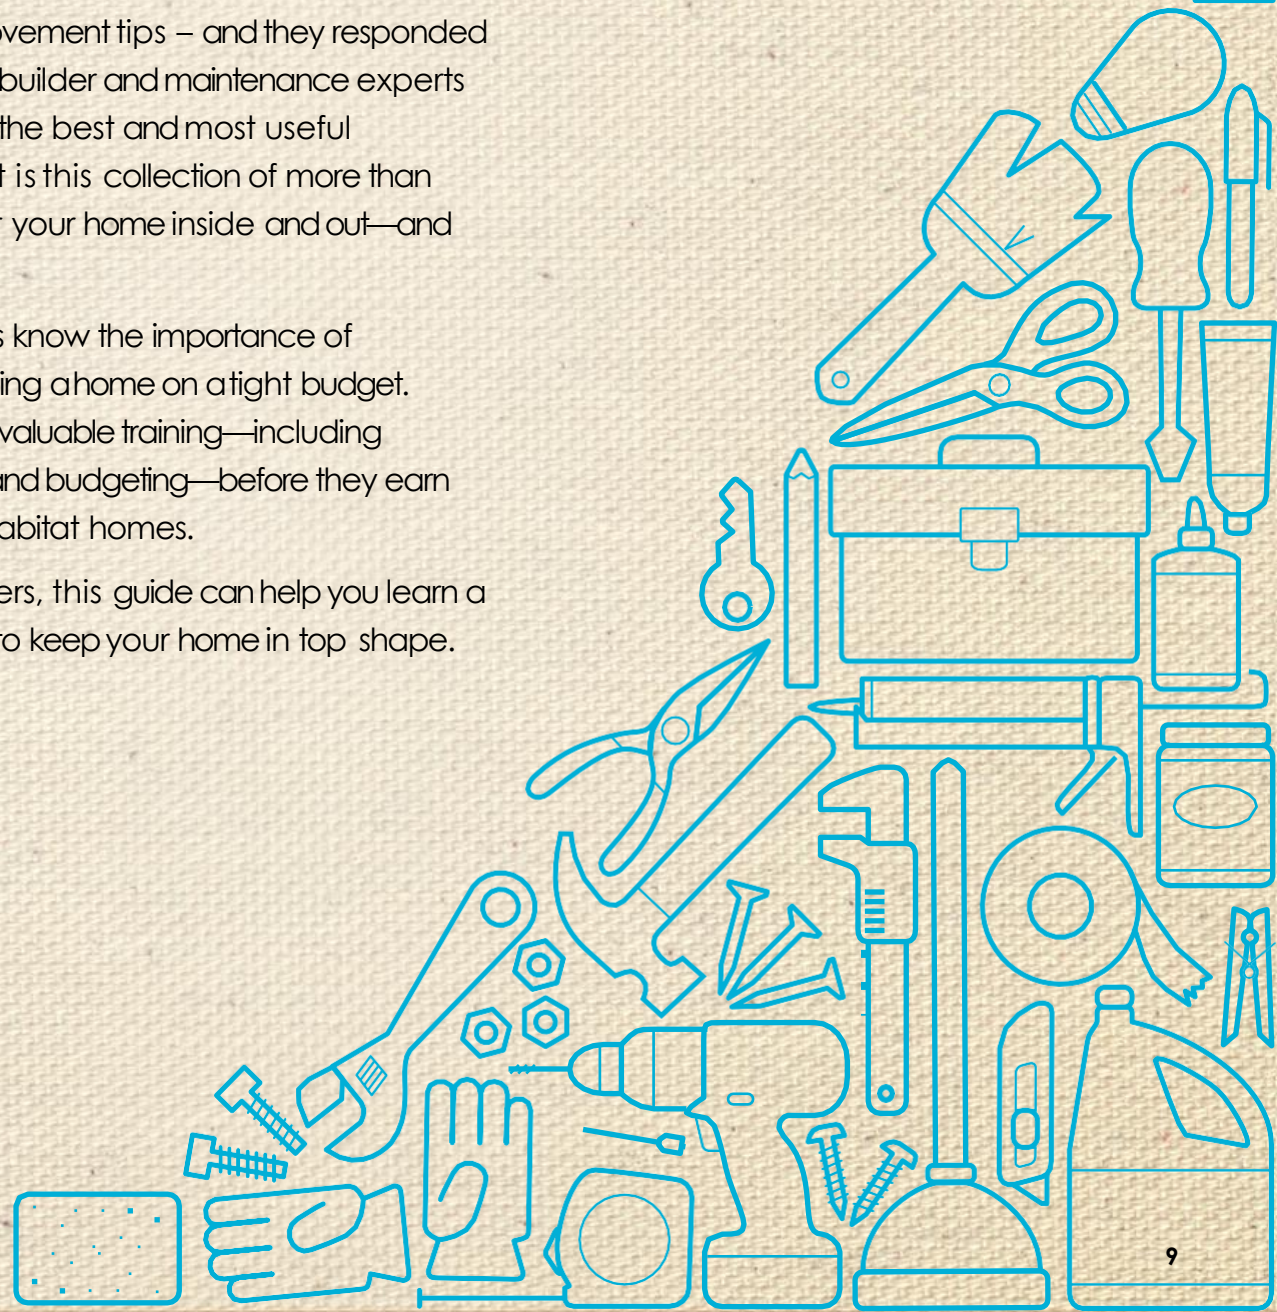 ovement tips – and they responded
builder and maintenance experts
the best and most useful
t is this collection of more than
r your home inside and out—and
s know the importance of
ing a home on a tight budget.
valuable training—including
and budgeting—before they earn
abitat homes.
ers, this guide can help you learn a
to keep your home in top shape.
9